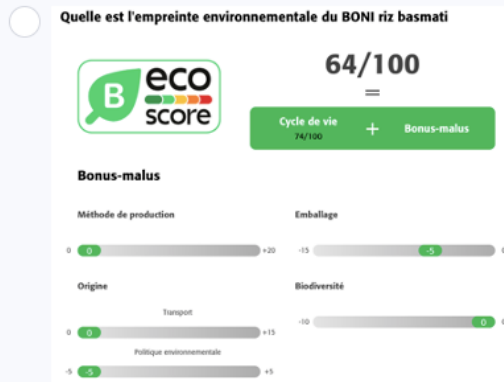 Quelle est l'empreinte environnementale du BONI riz basmati
B eco score
64/100
=
Cycle de vie + Bonus-malus
74/100
Bonus-malus
Méthode de production
Emballage
0 0 +20
-15 -5 0
Origine
Biodiversité
Transport
-10 0 0
0 0 +15
Politique environnementale
-5 -5 +5